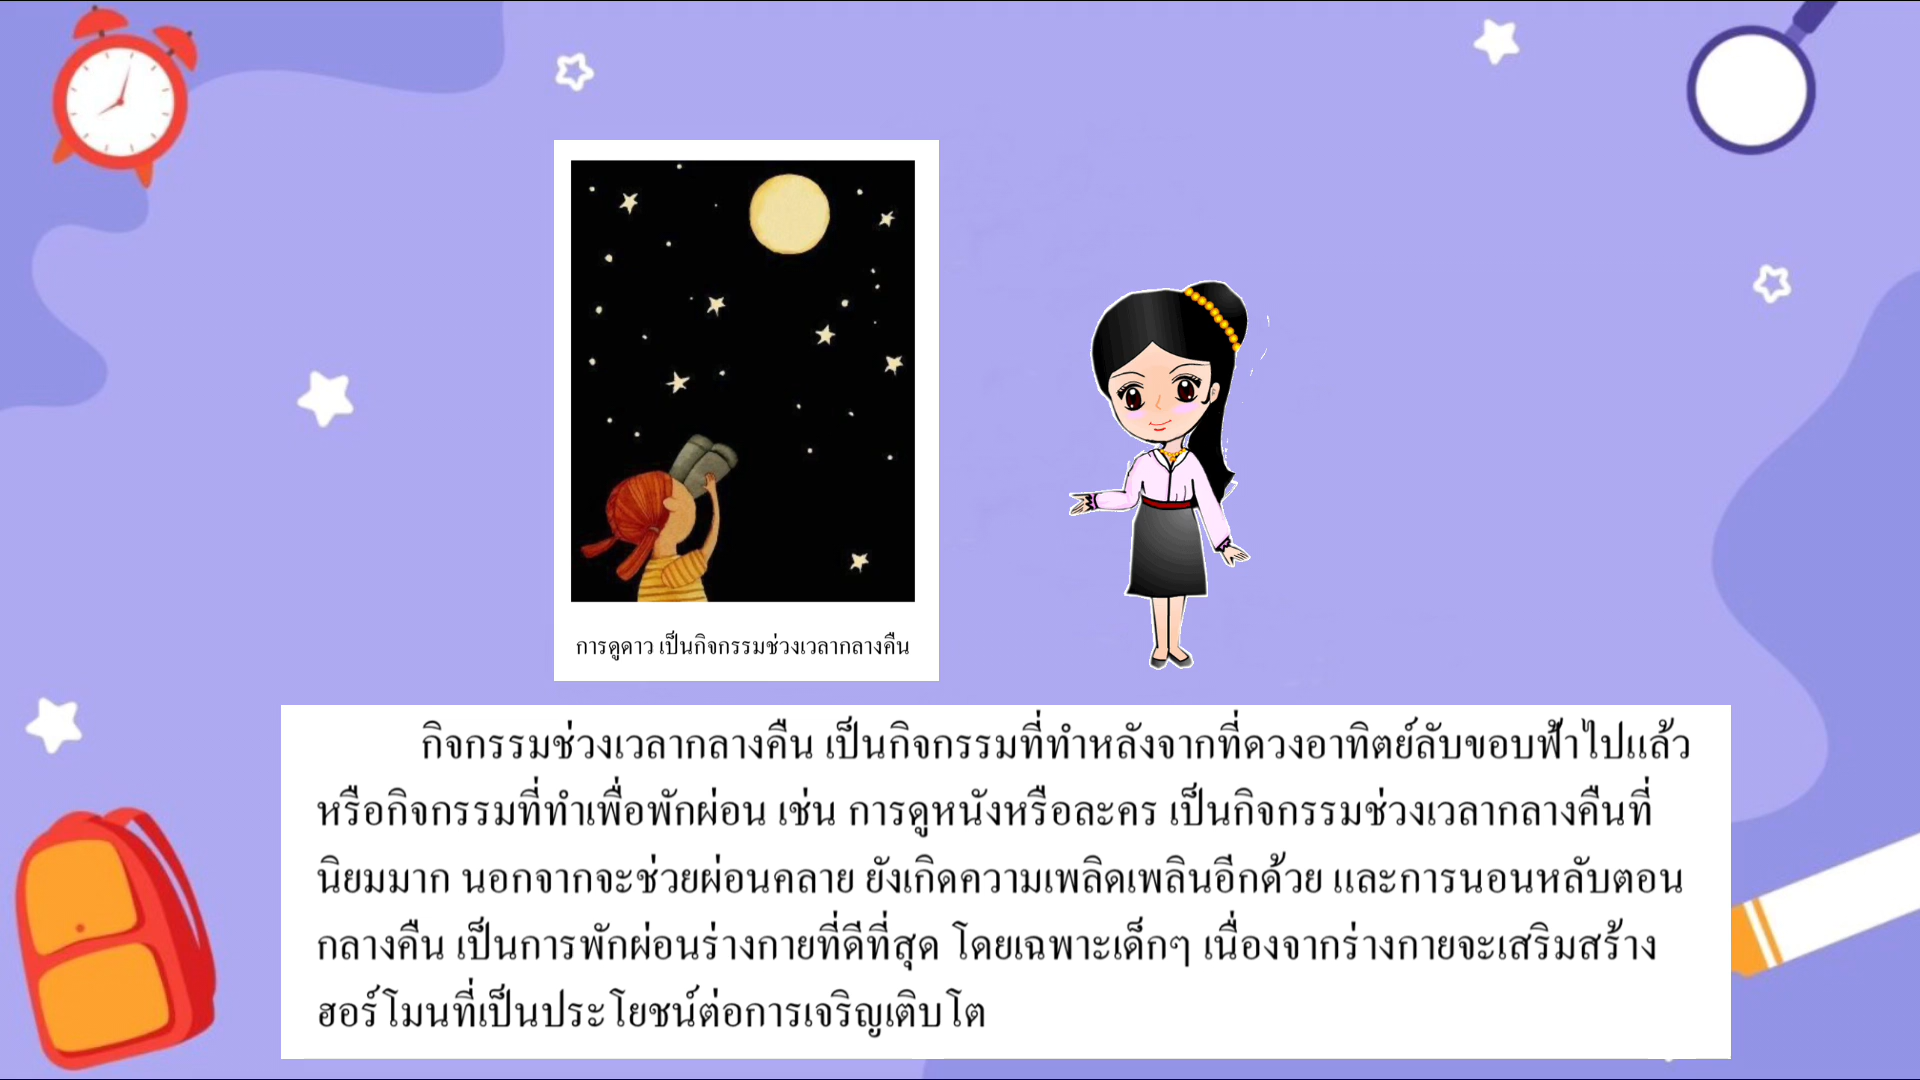 การดูดาว เป็นกิจกรรมช่วงเวลากลางคืน
กิจกรรมช่วงเวลากลางคืน เป็นกิจกรรมที่ทำหลังจากที่ดวงอาทิตย์ลับขอบฟ้าไปแล้ว
หรือกิจกรรมที่ทำเพื่อพักผ่อน เช่น การดูหนังหรือละคร เป็นกิจกรรมช่วงเวลากลางคืนที่
นิยมมาก นอกจากจะช่วยผ่อนคลาย ยังเกิดความเพลิดเพลินอีกด้วย และการนอนหลับตอน
กลางคืน เป็นการพักผ่อนร่างกายที่ดีที่สุด โดยเฉพาะเด็กๆ เนื่องจากร่างกายจะเสริมสร้าง
ฮอร์โมนที่เป็นประโยชน์ต่อการเจริญเติบโต